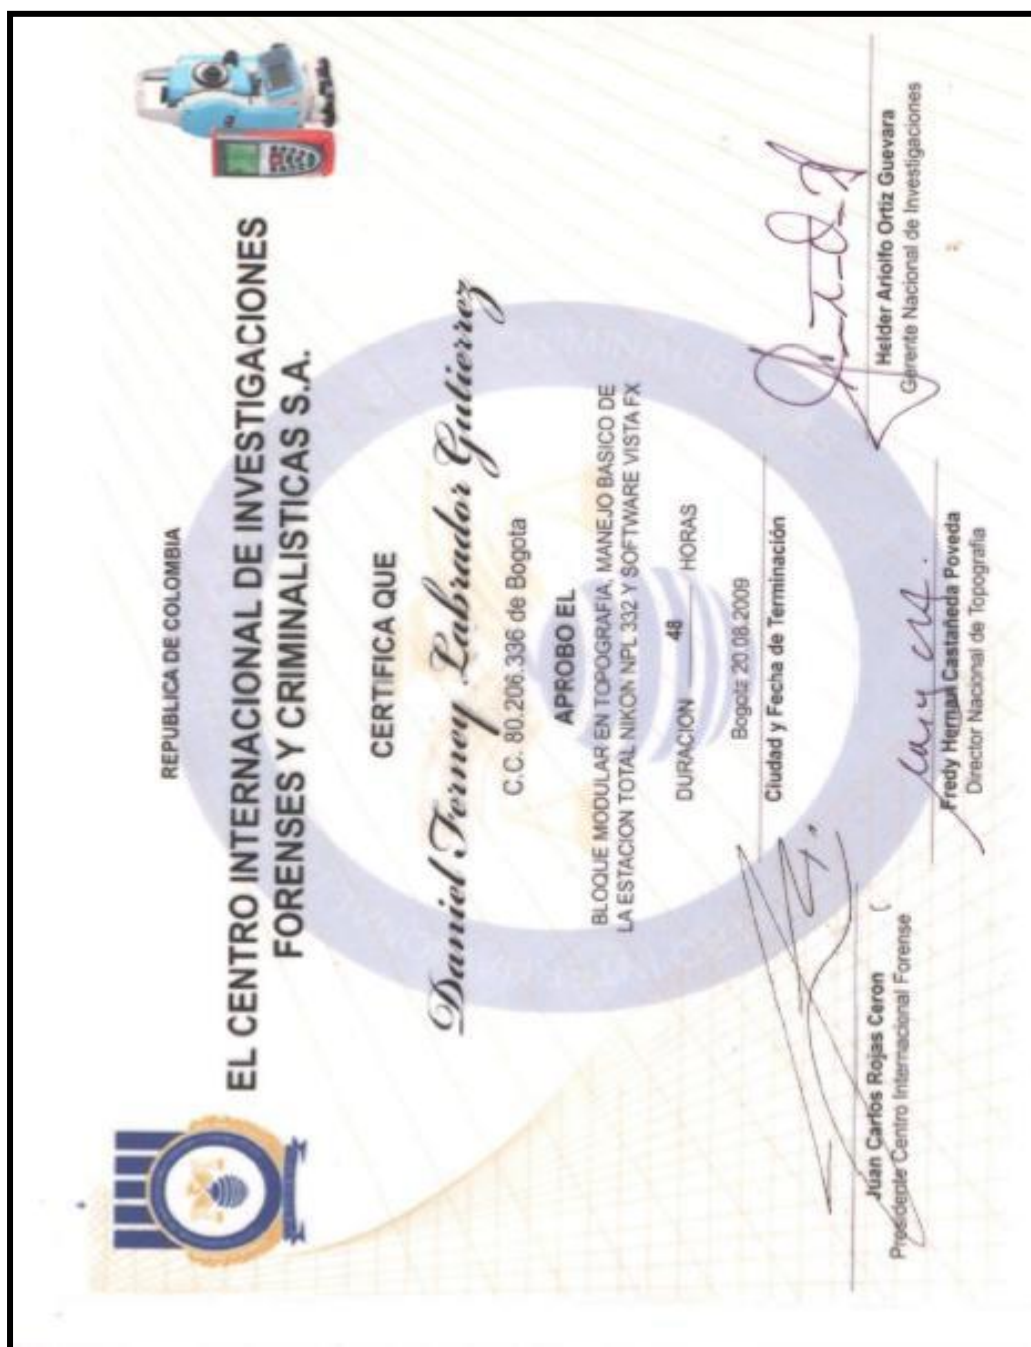 REPUBLICA DE COLOMBIA
EL CENTRO INTERNACIONAL DE INVESTIGACIONES
FORENSES Y CRIMINALISTICAS S.A.
CERTIFICA QUE
Daniel Ferney Labrador Gutierrez
C.C. 80.206.336 de Bogota
APROBO EL
BLOQUE MODULAR EN TOPOGRAFIA, MANEJO BASICO DE
LA ESTACION TOTAL NIKON NPL 332 Y SOFTWARE VISTA FX
DURACION 48 HORAS
Bogota 20.08.2009
Ciudad y Fecha de Terminación
Juan Carlos Rojas Ceron
Presidente Centro Internacional Forense
Fredy Hernan Castañeda Poveda
Director Nacional de Topografia
Helder Ariolfo Ortiz Guevara
Gerente Nacional de Investigaciones